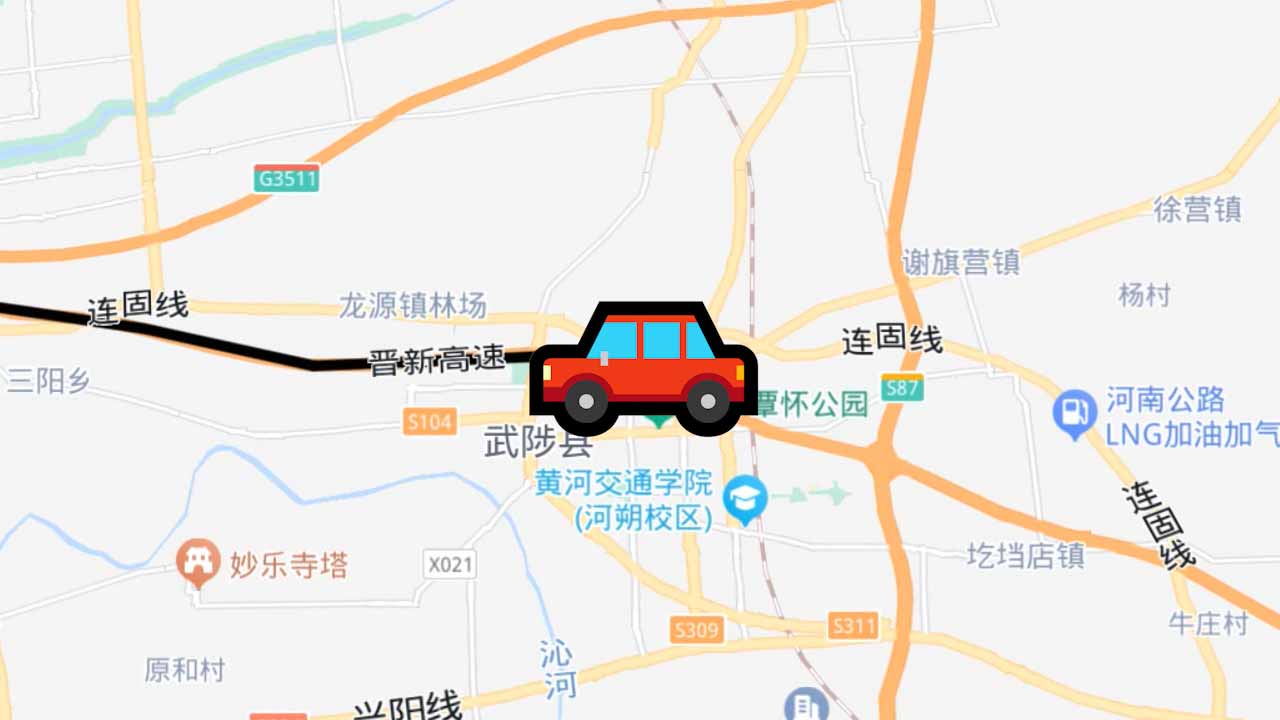 G3511
徐营镇
谢旗营镇
杨村
连固线
龙源镇林场
连固线
晋新高速
三阳乡
S87
河南公路
LNG加油加气
覃怀公园
S104
武陟县
黄河交通学院
(河朔校区)
连固线
圪垱店镇
妙乐寺塔
X021
牛庄村
S309
S311
沁河
原和村
兴阳线